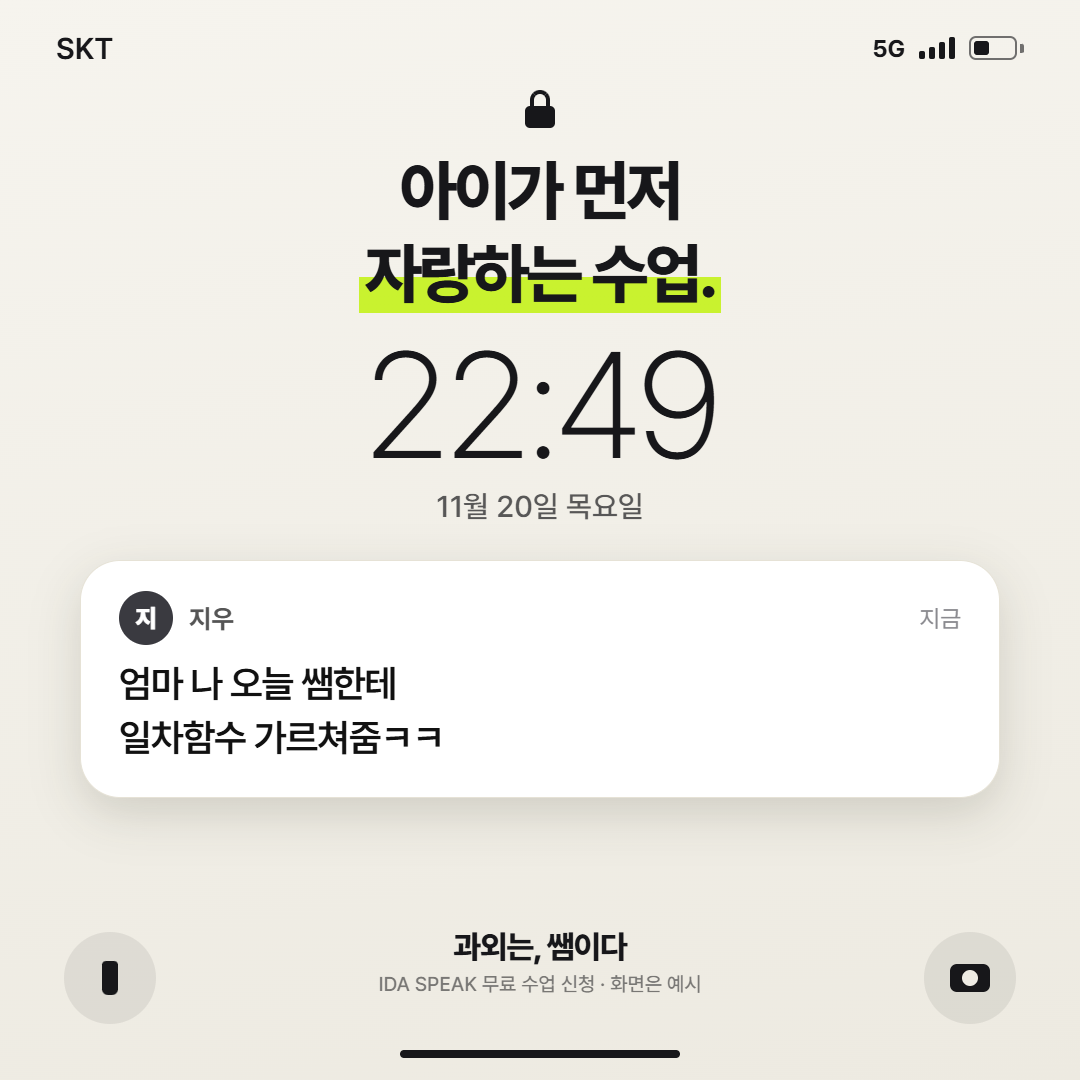 SKT
5G
아이가 먼저
자랑하는 수업.
22:49
11월 20일 목요일
지 지우
지금
엄마 나 오늘 쌤한테
일차함수 가르쳐줌ㅋㅋ
과외는, 쌤이다
IDA SPEAK 무료 수업 신청 · 화면은 예시